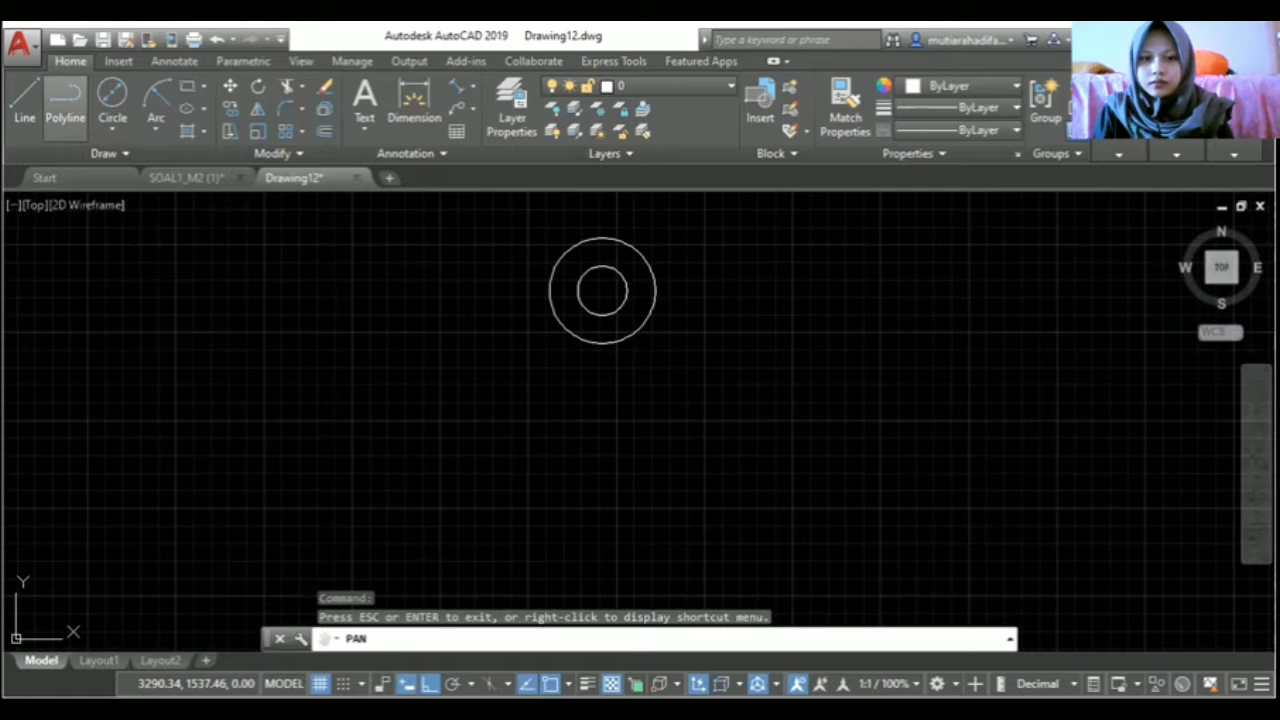 Autodesk AutoCAD 2019 Drawing12.dwg
Type a keyword or phrase
mutiarahadifa...
Home Insert Annotate Parametric View Manage Output Add-ins Collaborate Express Tools Featured Apps
0
ByLayer
ByLayer
ByLayer
Line Polyline Circle Arc
Text Dimension
Layer Properties
Insert
Match Properties
Group
Draw Modify Annotation Layers Block Properties Groups
Start SOAL1_M2 (1)* Drawing12*
[−][Top][2D Wireframe]
N
W TOP E
S
WCS
Y
X
Command:
Press ESC or ENTER to exit, or right-click to display shortcut menu.
PAN
Model Layout1 Layout2
3290.34, 1537.46, 0.00 MODEL 1:1 / 100% Decimal